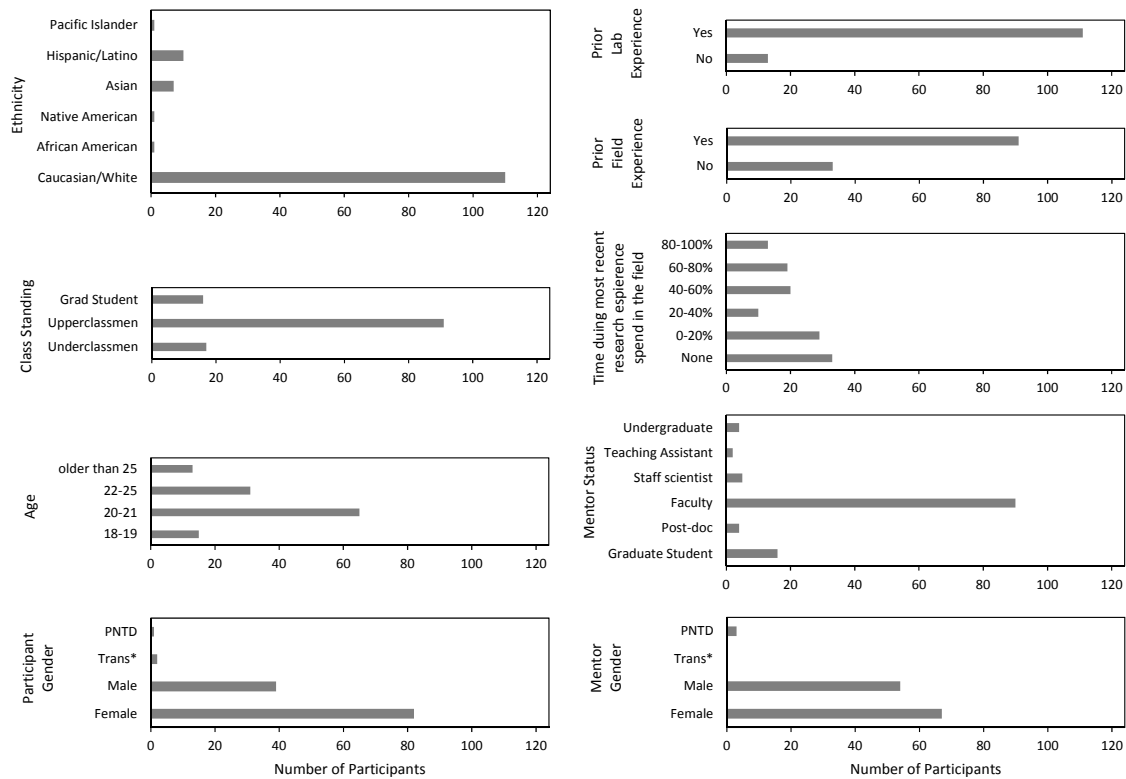 Ethnicity
Pacific Islander
Hispanic/Latino
Asian
Native American
African American
Caucasian/White
0 20 40 60 80 100 120
Class Standing
Grad Student
Upperclassmen
Underclassmen
0 20 40 60 80 100 120
Age
older than 25
22-25
20-21
18-19
0 20 40 60 80 100 120
Participant
Gender
PNTD
Trans*
Male
Female
0 20 40 60 80 100 120
Number of Participants
Prior
Lab
Experience
Yes
No
0 20 40 60 80 100 120
Prior
Field
Experience
Yes
No
0 20 40 60 80 100 120
Time duing most recent
research espierence
spend in the field
80-100%
60-80%
40-60%
20-40%
0-20%
None
0 20 40 60 80 100 120
Mentor Status
Undergraduate
Teaching Assistant
Staff scientist
Faculty
Post-doc
Graduate Student
0 20 40 60 80 100 120
Mentor
Gender
PNTD
Trans*
Male
Female
0 20 40 60 80 100 120
Number of Participants